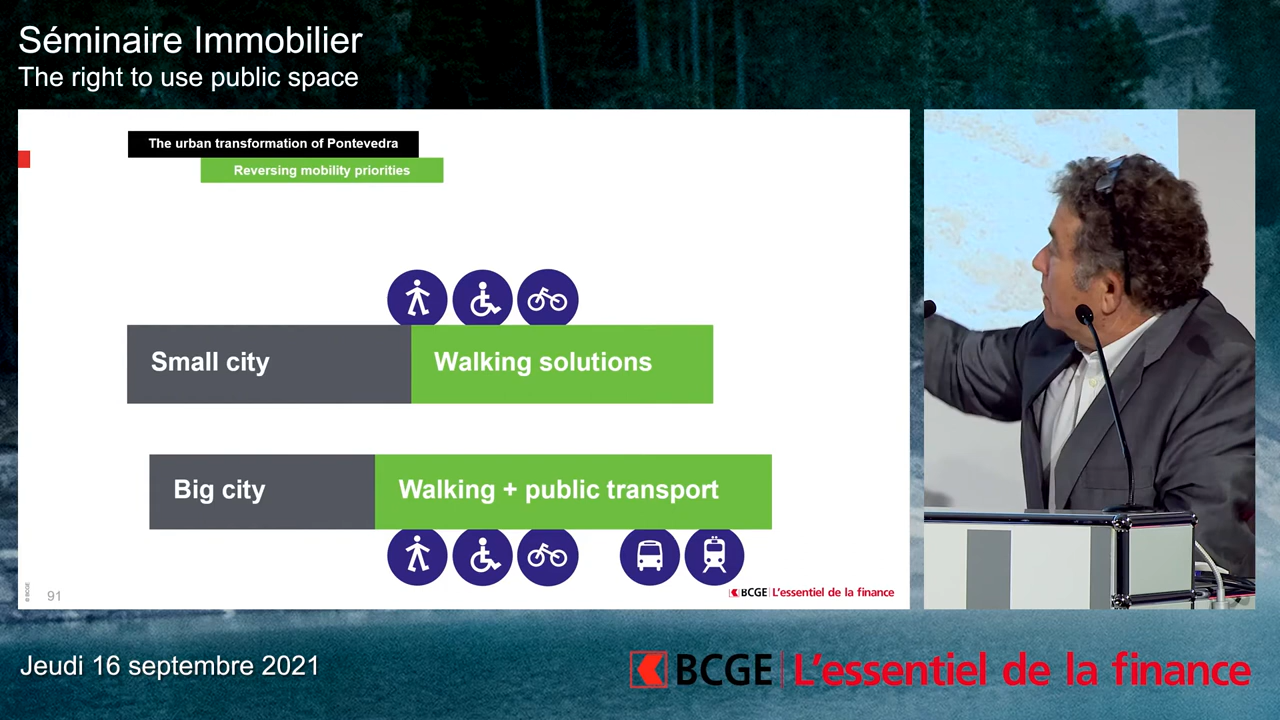 Séminaire Immobilier
The right to use public space
The urban transformation of Pontevedra
Reversing mobility priorities
Small city
Walking solutions
Big city
Walking + public transport
© BCGE
91
BCGE L'essentiel de la finance
Jeudi 16 septembre 2021
BCGE L'essentiel de la finance